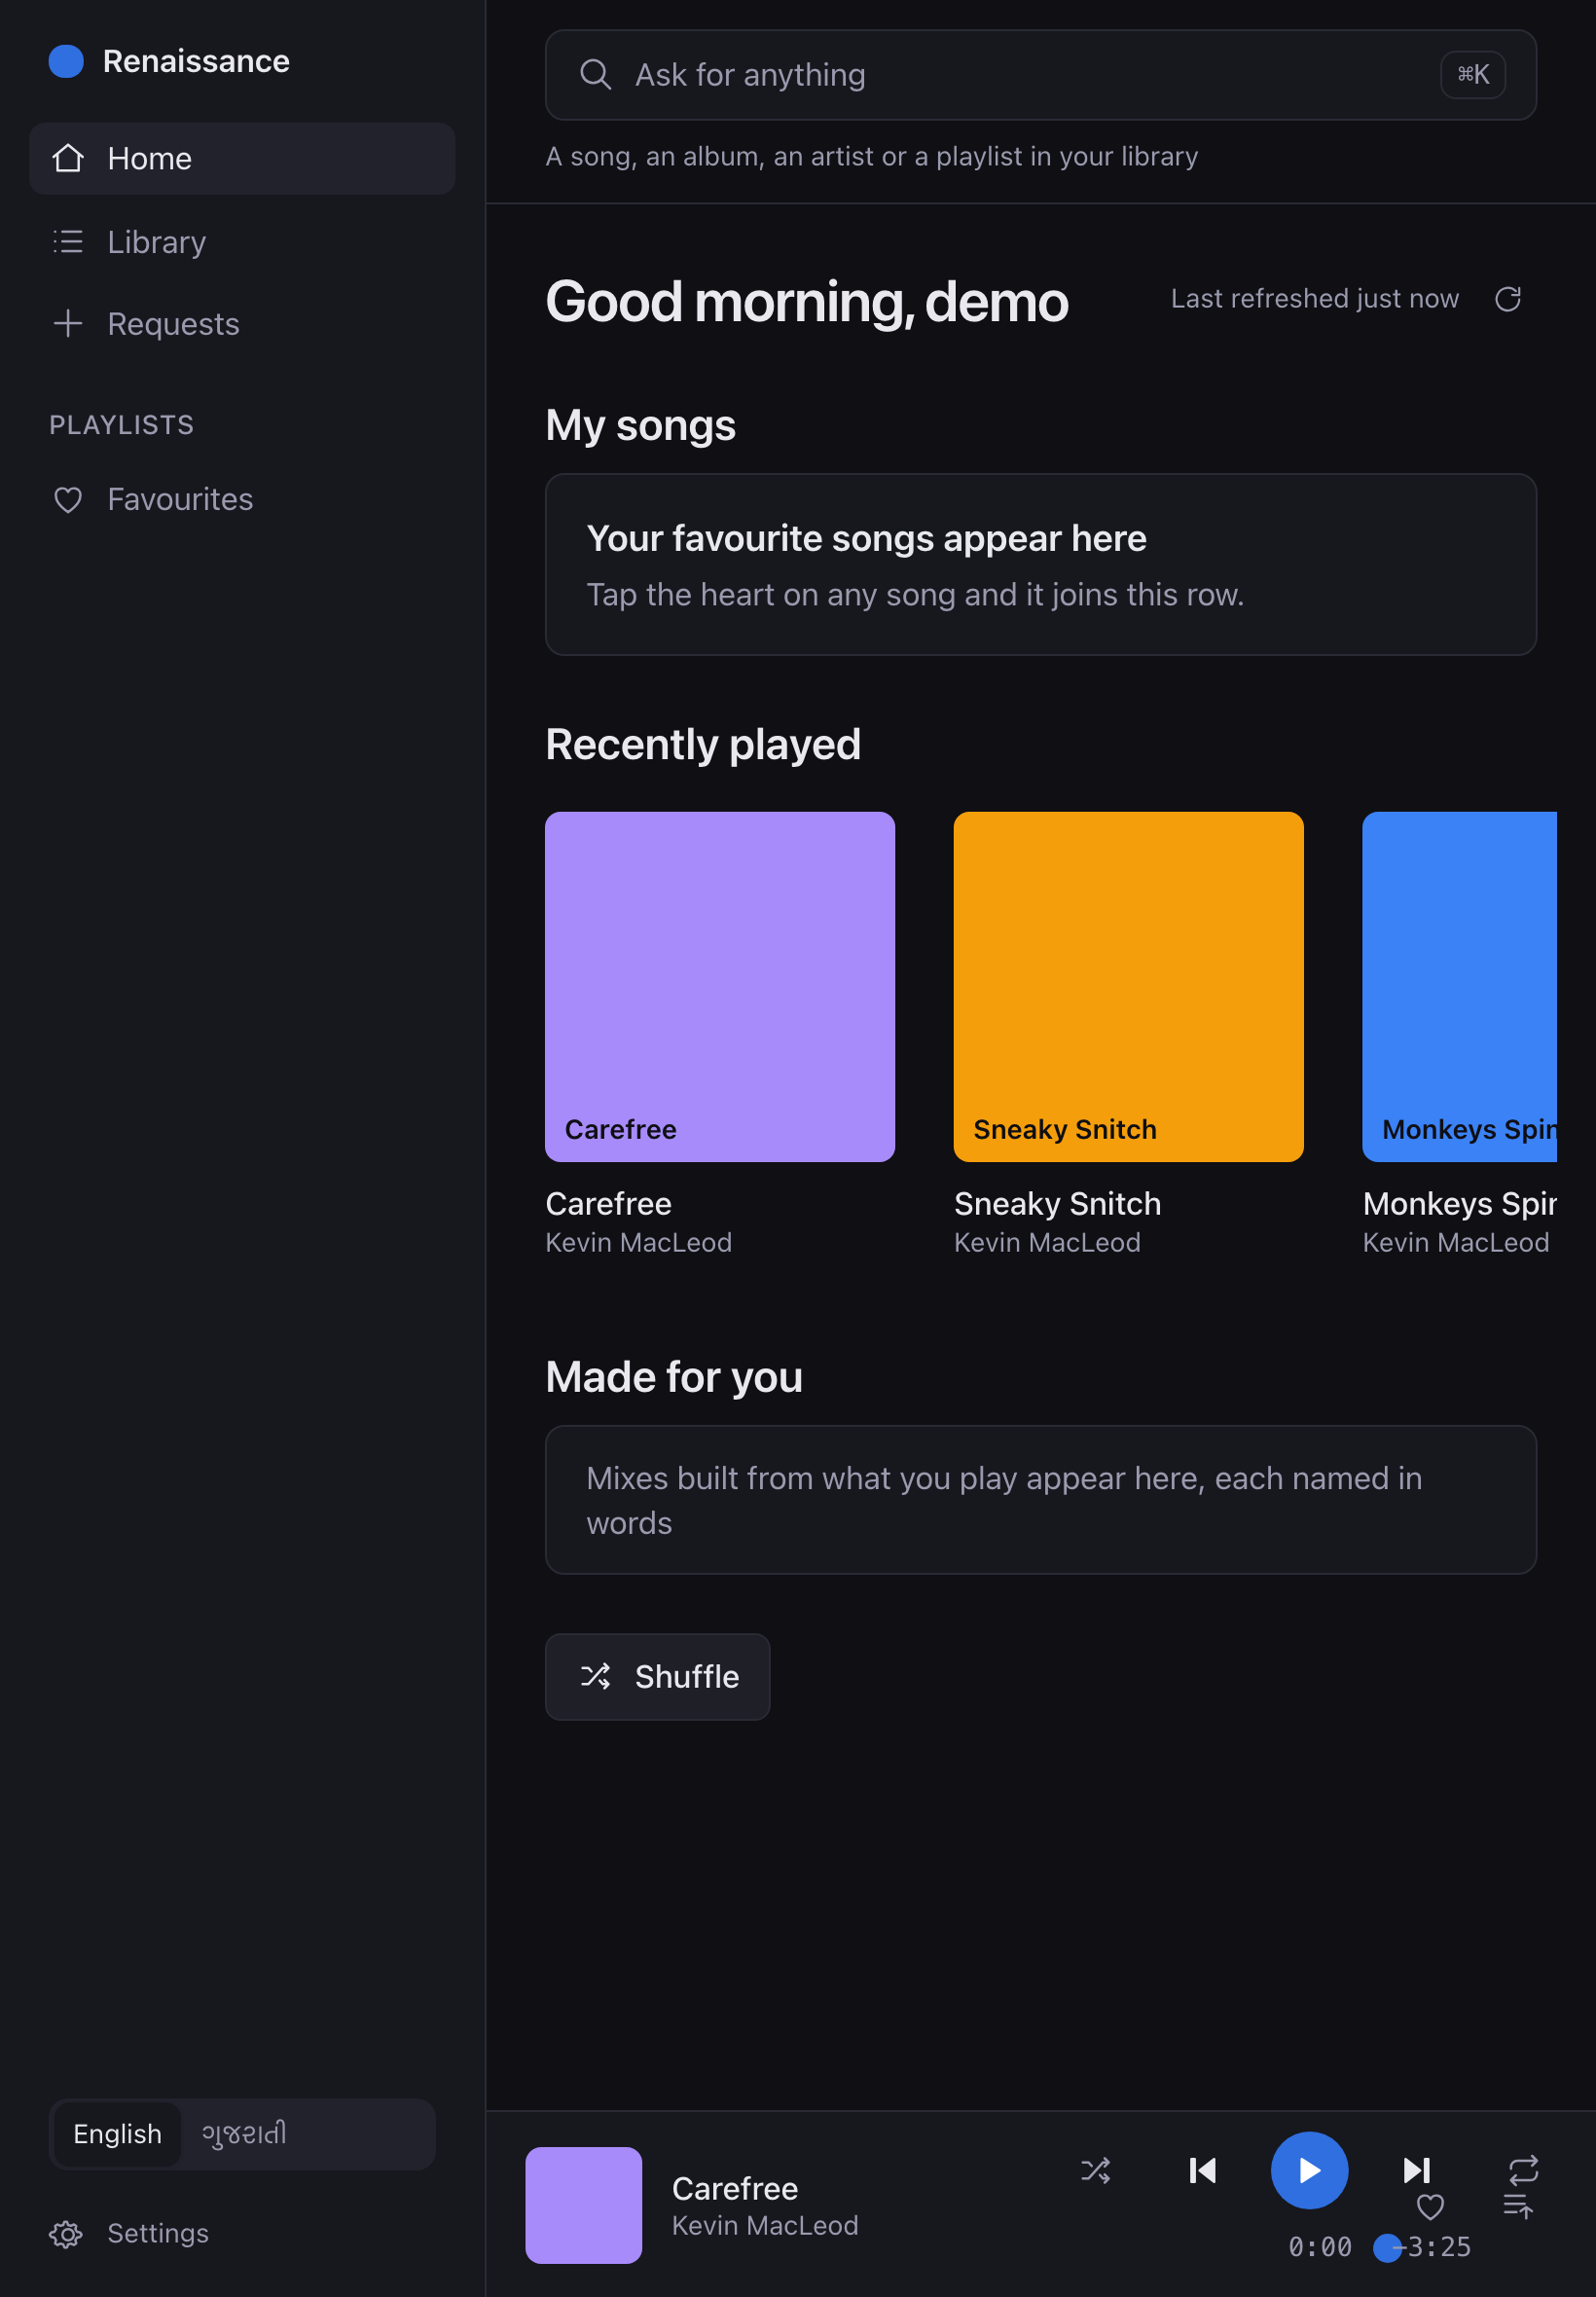 Renaissance
Home
Library
Requests
PLAYLISTS
Favourites
English ગુજરાતી
Settings
Ask for anything ⌘K
A song, an album, an artist or a playlist in your library
Good morning, demo
Last refreshed just now
My songs
Your favourite songs appear here
Tap the heart on any song and it joins this row.
Recently played
Carefree
Carefree
Kevin MacLeod
Sneaky Snitch
Sneaky Snitch
Kevin MacLeod
Monkeys Spin
Monkeys Spin
Kevin MacLeod
Made for you
Mixes built from what you play appear here, each named in
words
Shuffle
Carefree
Kevin MacLeod
0:00 -3:25